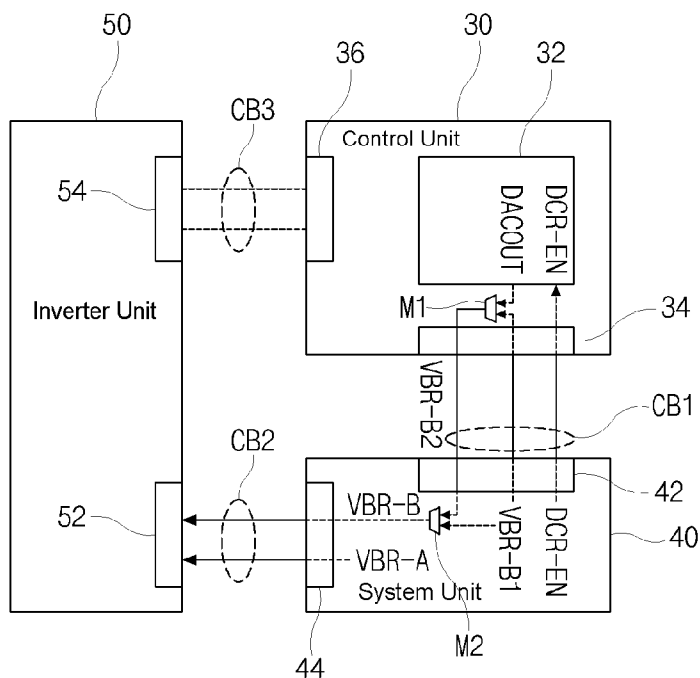 50
30
36
32
CB3
Control Unit
54
DACOUT
DCR-EN
Inverter Unit
M1
34
VBR-B2
CB1
CB2
52
VBR-B
42
VBR-B1
DCR-EN
40
VBR-A
System Unit
44
M2